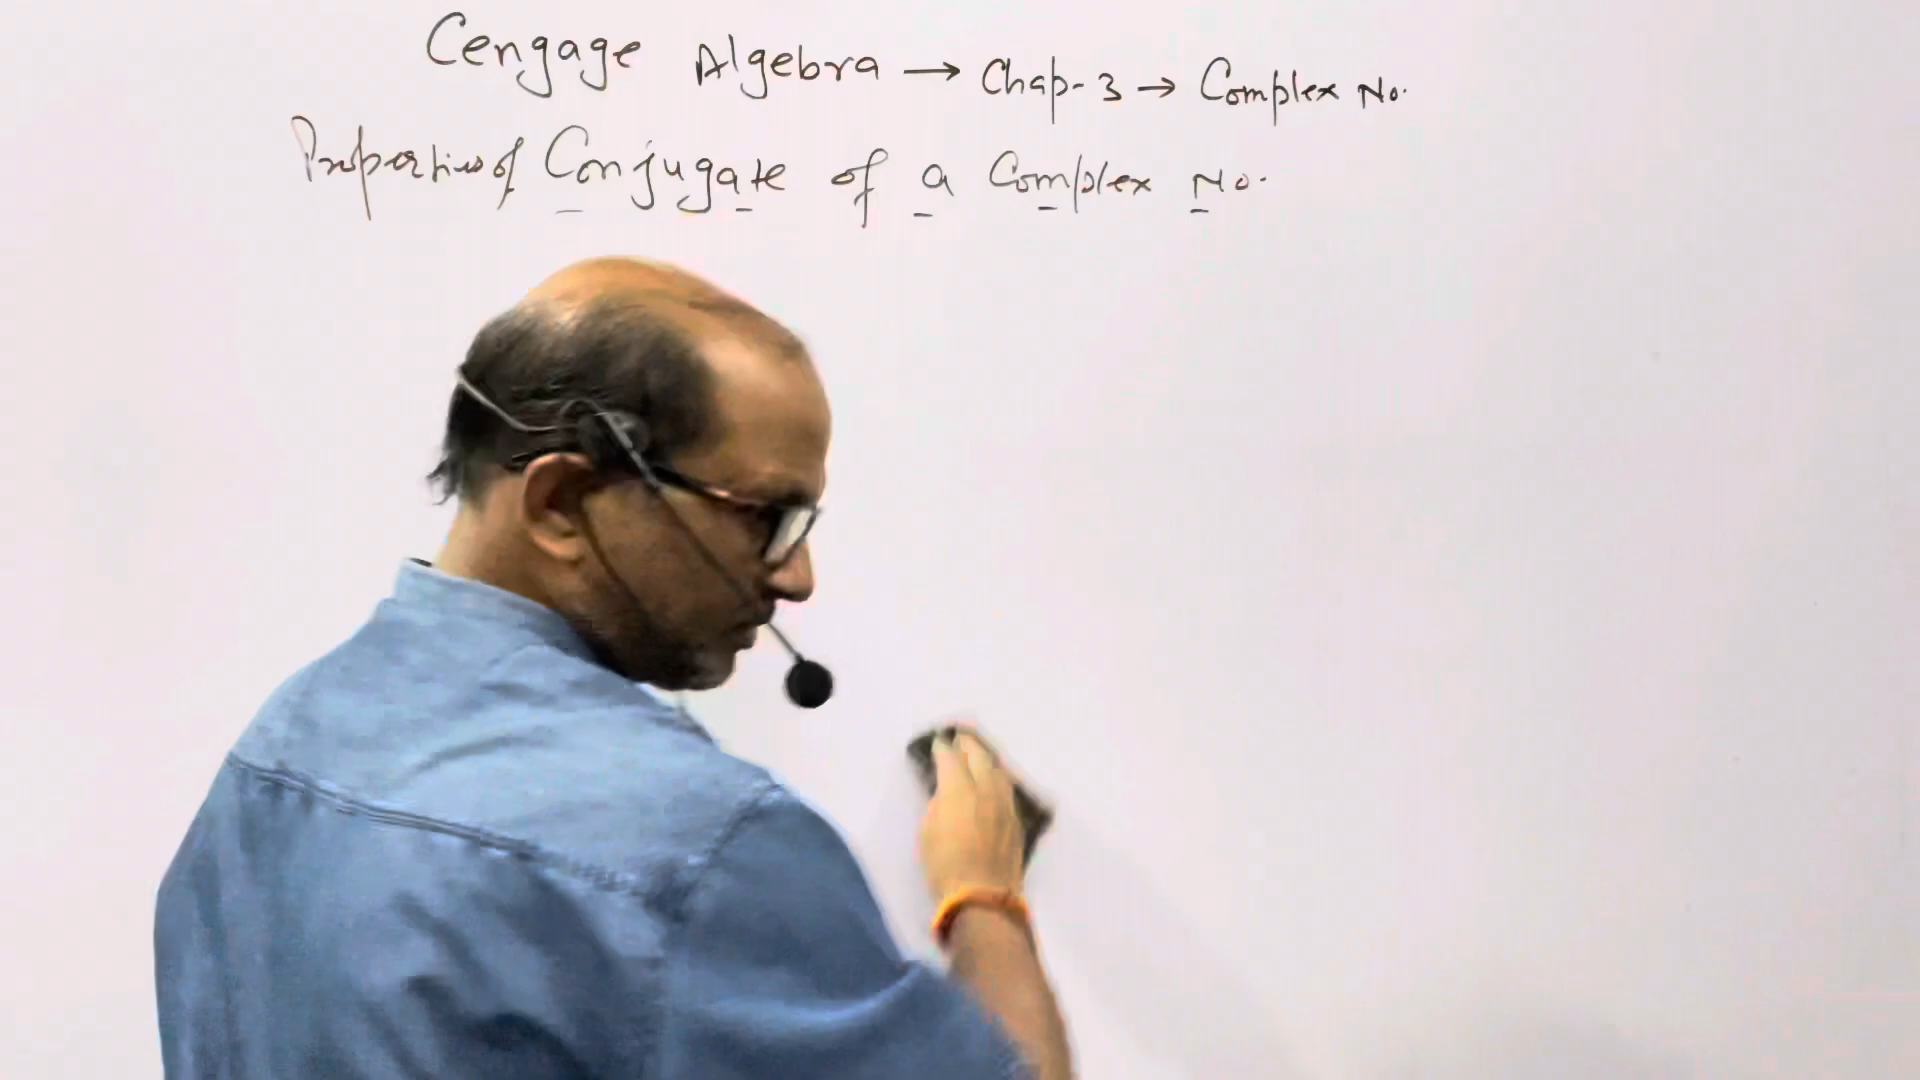 Cengage Algebra → Chap-3 → Complex No.
Properties of Conjugate of a Complex No.